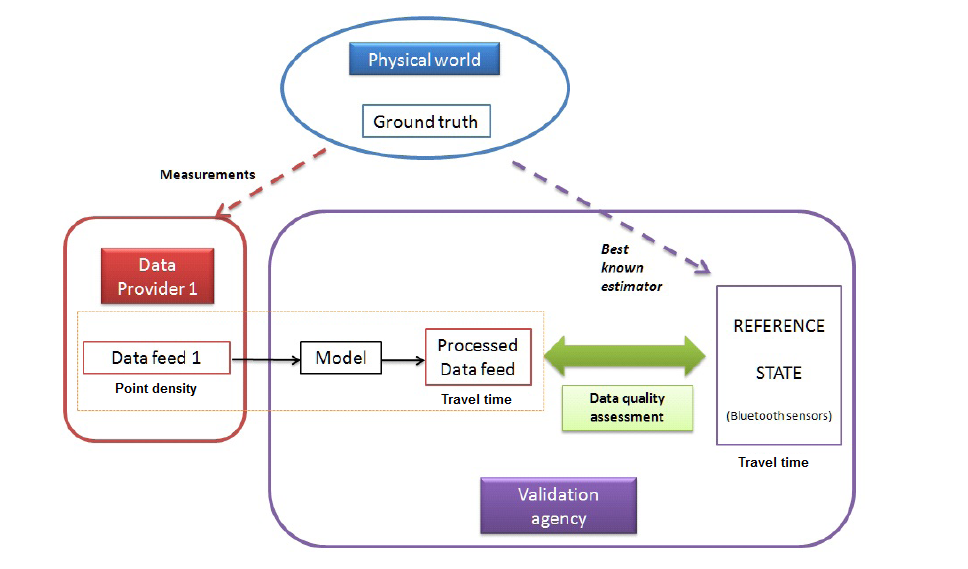 Physical world
Ground truth
Measurements
Best
known
estimator
Data
Provider 1
Data feed 1
Point density
Model
Processed
Data feed
Travel time
Data quality
assessment
REFERENCE
STATE
(Bluetooth sensors)
Travel time
Validation
agency